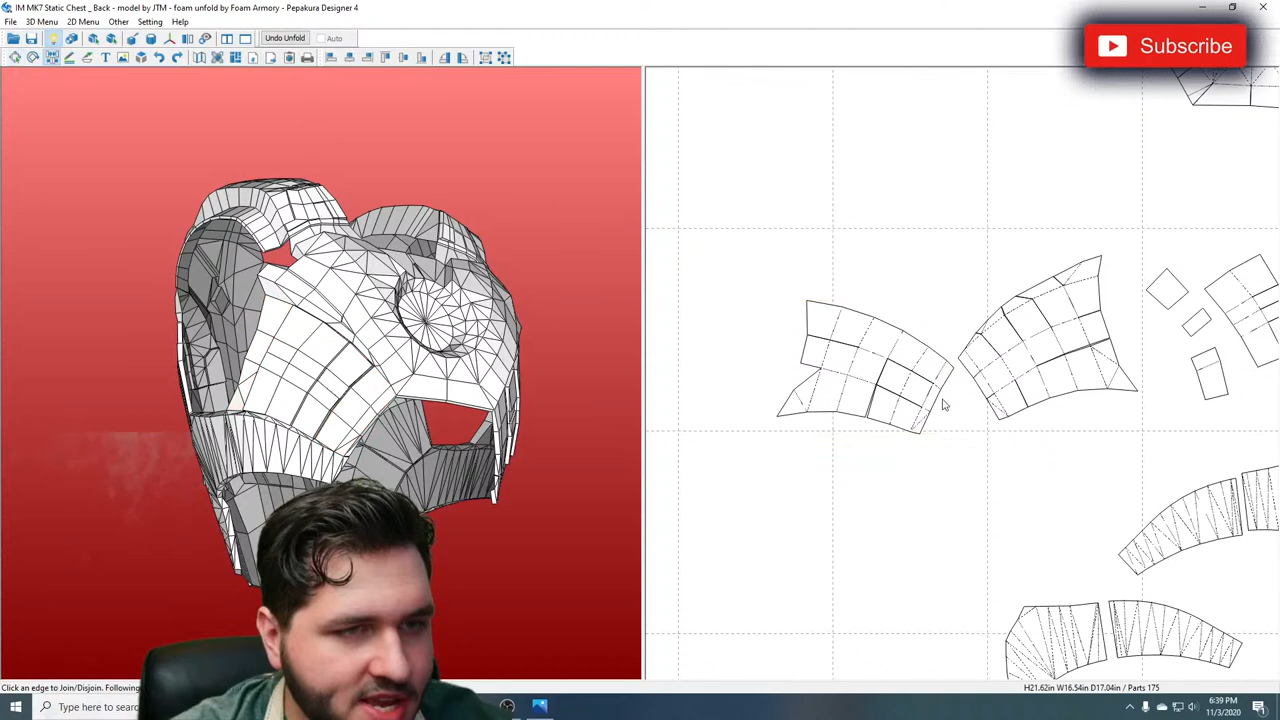 IM MK7 Static Chest _ Back - model by JTM - foam unfold by Foam Armory - Pepakura Designer 4
File 3D Menu 2D Menu Other Setting Help
Subscribe
Undo Unfold Auto
Click an edge to Join/Disjoin. Following
H21.62in W16.54in D17.04in / Parts 175
Type here to searc
6:39 PM
11/3/2020
1